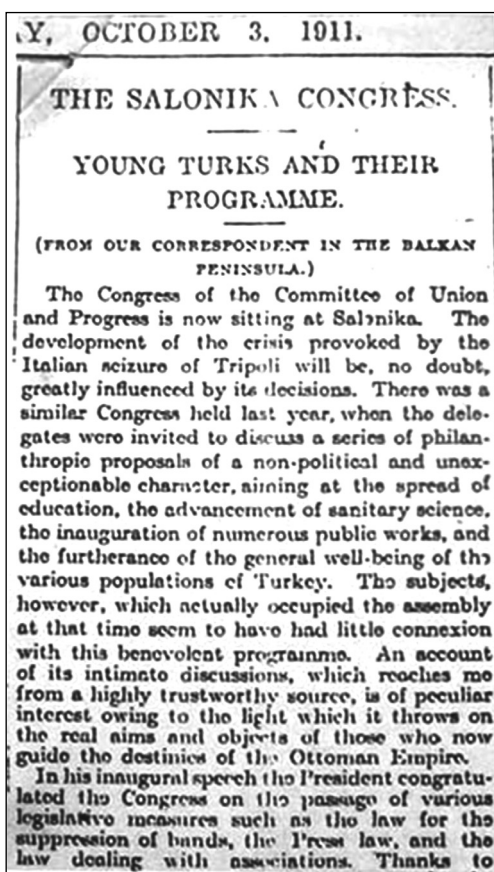 Y, OCTOBER 3, 1911.
THE SALONIKA CONGRESS.
YOUNG TURKS AND THEIR
PROGRAMME.
(FROM OUR CORRESPONDENT IN THE BALKAN
PENINSULA.)
The Congress of the Committee of Union
and Progress is now sitting at Salonika. The
development of the crisis provoked by the
Italian seizure of Tripoli will be, no doubt,
greatly influenced by its decisions. There was a
similar Congress held last year, when the dele-
gates were invited to discuss a series of philan-
thropic proposals of a non-political and unex-
ceptionable character, aiming at the spread of
education, the advancement of sanitary science,
the inauguration of numerous public works, and
the furtherance of the general well-being of the
various populations of Turkey. The subjects,
however, which actually occupied the assembly
at that time seem to have had little connexion
with this benevolent programme. An account
of its intimate discussions, which reaches me
from a highly trustworthy source, is of peculiar
interest owing to the light which it throws on
the real aims and objects of those who now
guide the destinies of the Ottoman Empire.
In his inaugural speech the President congratu-
lated the Congress on the passage of various
legislative measures such as the law for the
suppression of bands, the Press law, and the
law dealing with associations. Thanks to